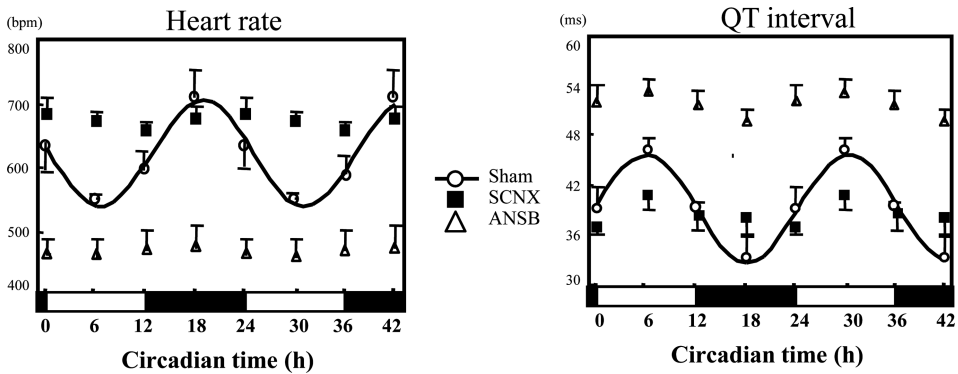 Heart rate
(bpm)
800
700
600
500
400
0 6 12 18 24 30 36 42
Circadian time (h)
Sham
SCNX
ANSB
QT interval
(ms)
60
54
48
42
36
30
0 6 12 18 24 30 36 42
Circadian time (h)